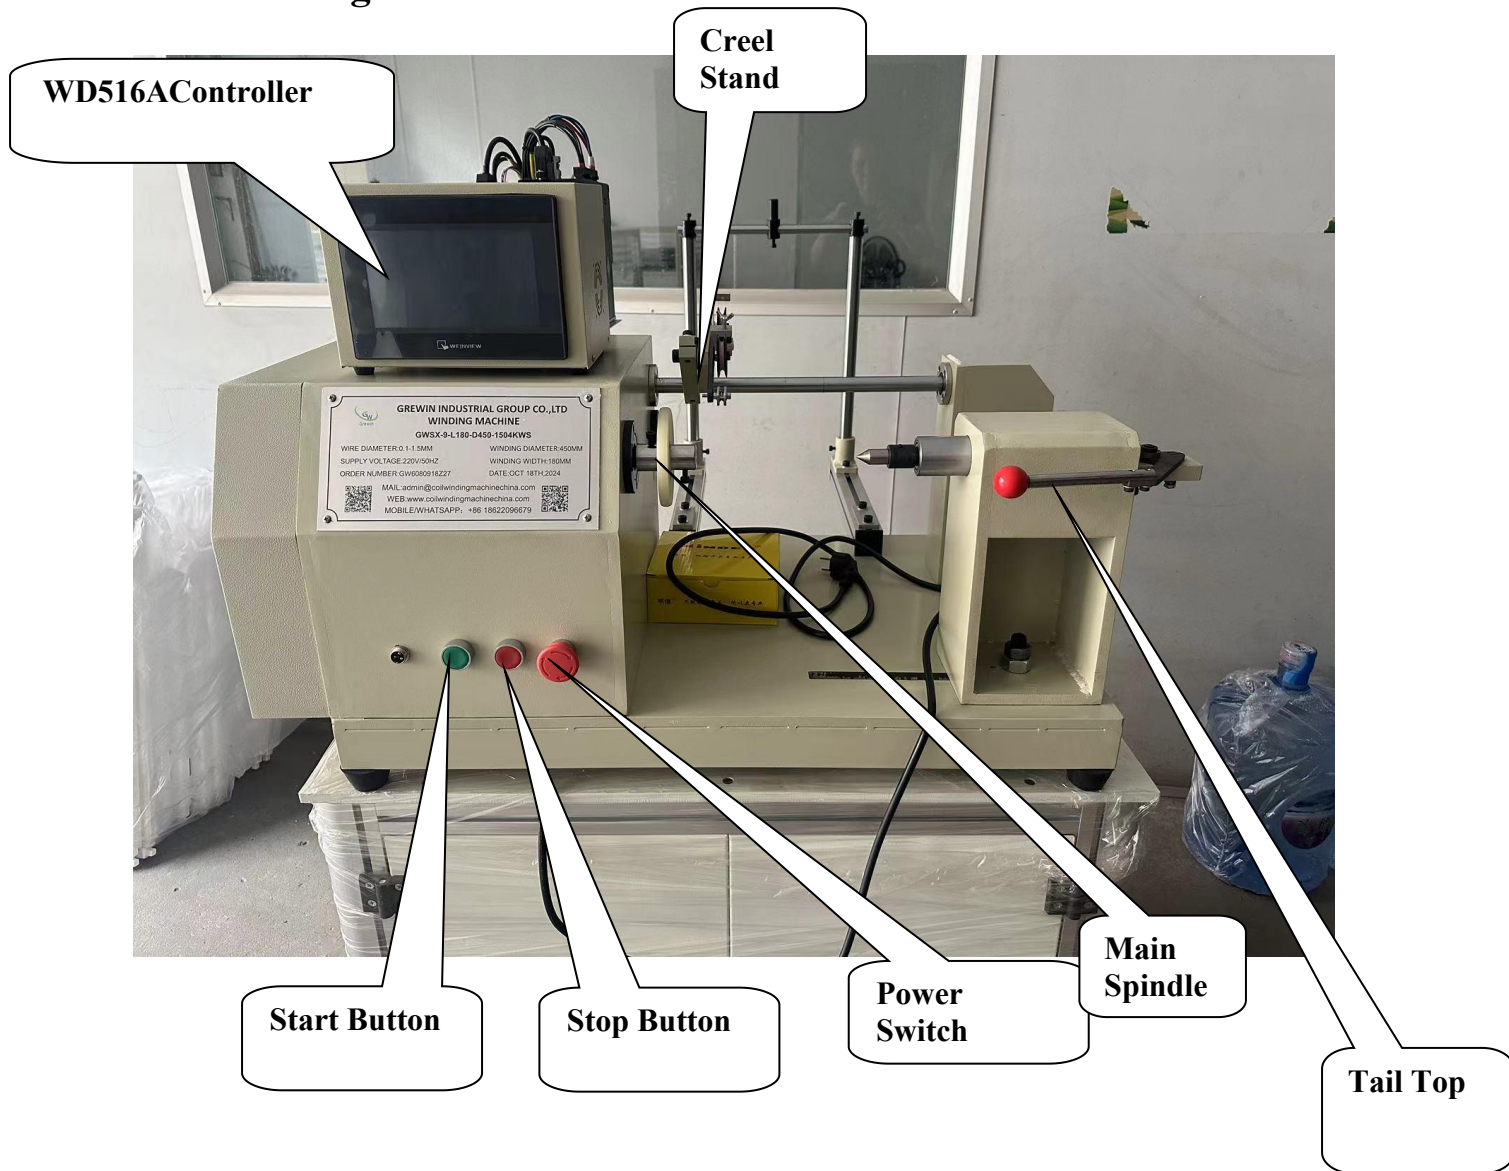 g
Creel
Stand
WD516AController
WEINVIEW
GW
Grewin
GREWIN INDUSTRIAL GROUP CO.,LTD
WINDING MACHINE
GWSX-9-L180-D450-1504KWS
WIRE DIAMETER:0.1-1.5MM WINDING DIAMETER:450MM
SUPPLY VOLTAGE:220V/50HZ WINDING WIDTH:180MM
ORDER NUMBER:GW6080918Z27 DATE:OCT 18TH,2024
MAIL:admin@coilwindingmachinechina.com
WEB:www.coilwindingmachinechina.com
MOBILE/WHATSAPP: +86 18622096679
Main
Spindle
Power
Switch
Start Button
Stop Button
Tail Top